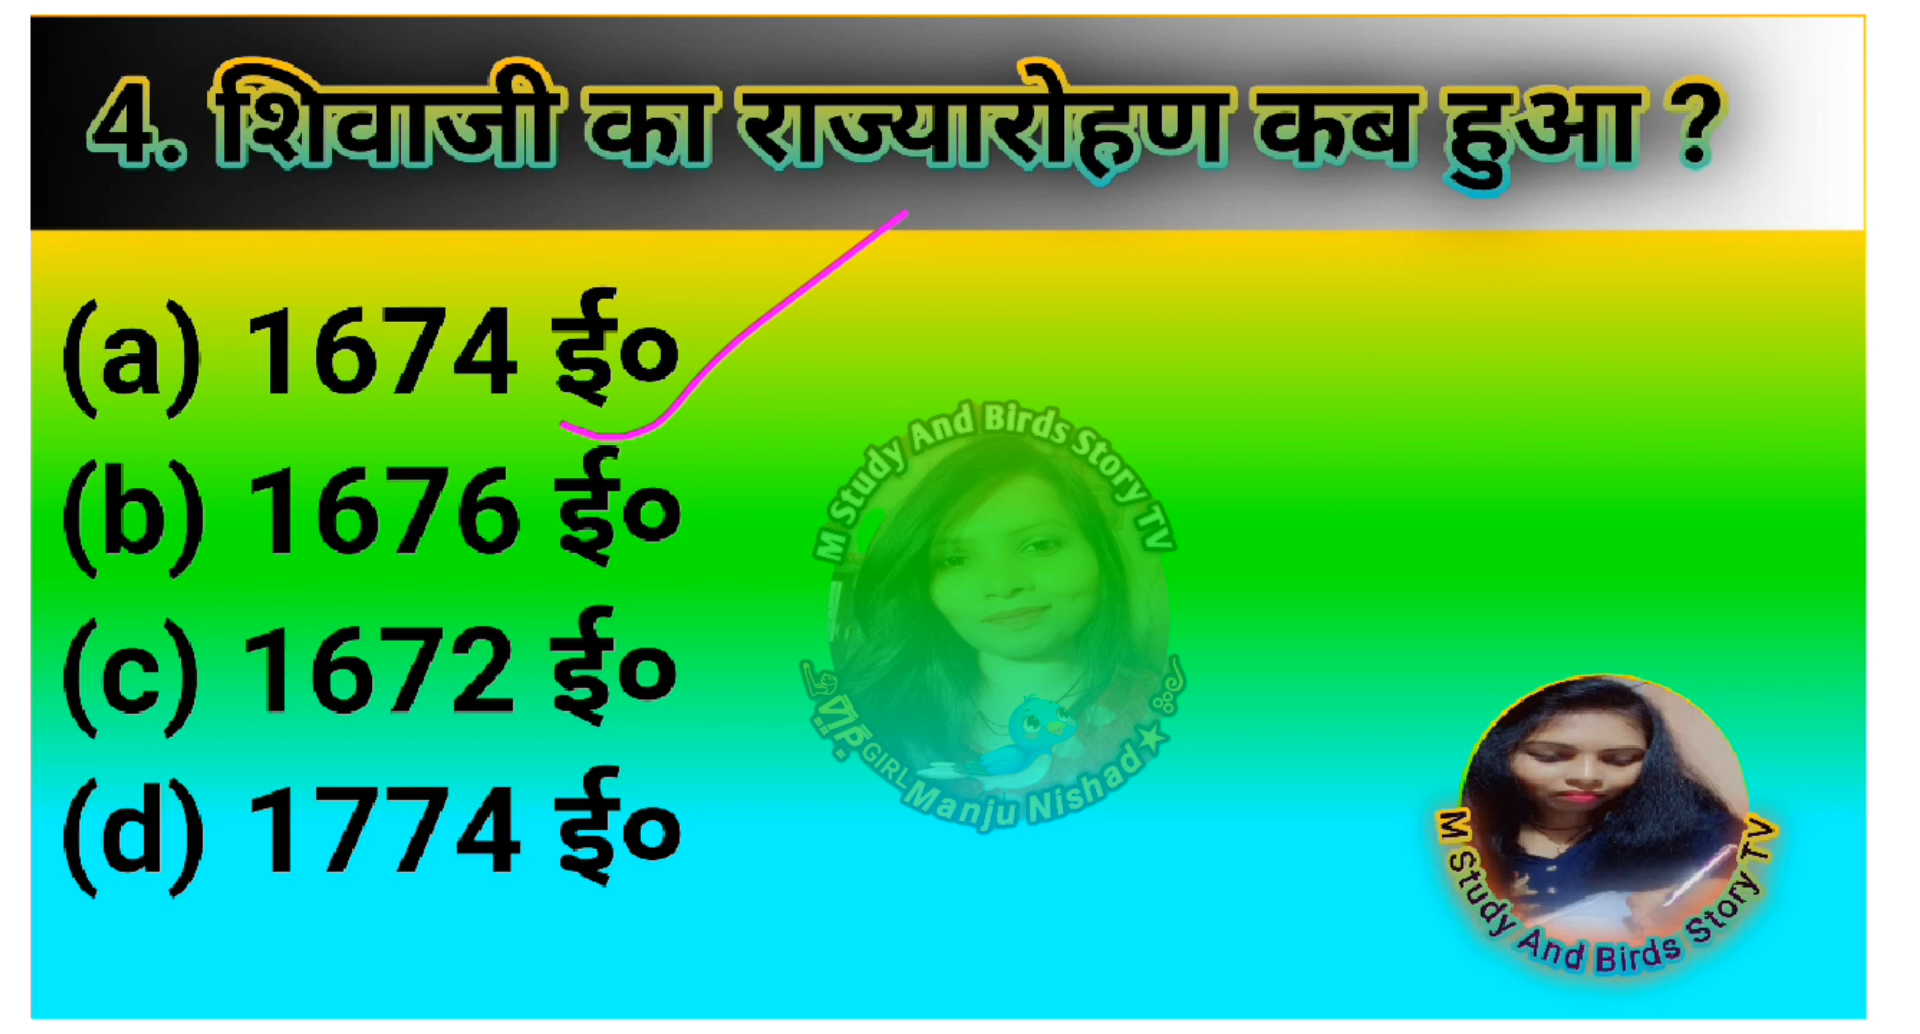 4. शिवाजी का राज्यारोहण कब हुआ ?
(a) 1674 ई०
(b) 1676 ई०
(c) 1672 ई०
(d) 1774 ई०
M Study And Birds Story TV
GIRL Manju Nishad
M Study And Birds Story TV